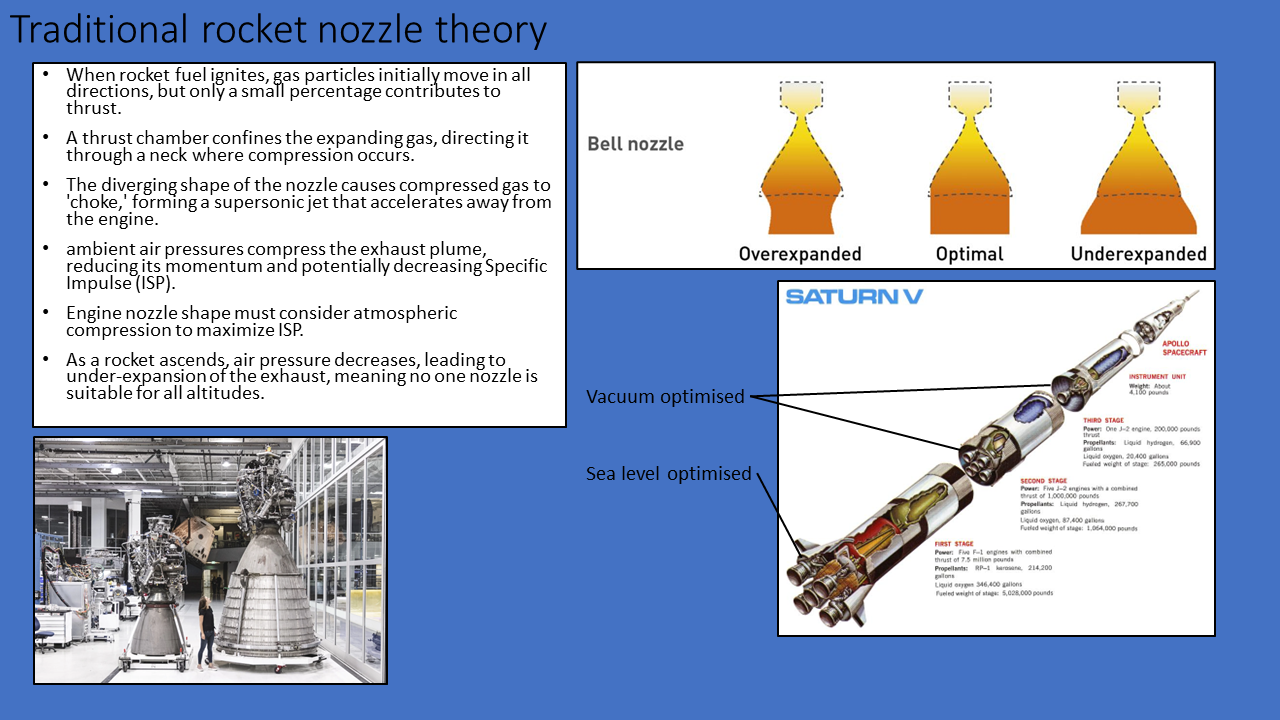 Traditional rocket nozzle theory
• When rocket fuel ignites, gas particles initially move in all
directions, but only a small percentage contributes to
thrust.
• A thrust chamber confines the expanding gas, directing it
through a neck where compression occurs.
• The diverging shape of the nozzle causes compressed gas to
'choke,' forming a supersonic jet that accelerates away from
the engine.
• ambient air pressures compress the exhaust plume,
reducing its momentum and potentially decreasing Specific
Impulse (ISP).
• Engine nozzle shape must consider atmospheric
compression to maximize ISP.
• As a rocket ascends, air pressure decreases, leading to
under-expansion of the exhaust, meaning no one nozzle is
suitable for all altitudes.
Bell nozzle
Overexpanded
Optimal
Underexpanded
Vacuum optimised
Sea level optimised
SATURN V
APOLLO
SPACECRAFT
INSTRUMENT UNIT
Weight: About
4,100 pounds
THIRD STAGE
Power: One J-2 engine, 200,000 pounds
thrust
Propellants: Liquid hydrogen, 66,900
gallons
Liquid oxygen, 20,400 gallons
Fueled weight of stage: 265,000 pounds
SECOND STAGE
Power: Five J-2 engines with a combined
thrust of 1,000,000 pounds
Propellants: Liquid hydrogen, 267,700
gallons
Liquid oxygen, 87,400 gallons
Fueled weight of stage: 1,064,000 pounds
FIRST STAGE
Power: Five F-1 engines with combined
thrust of 7.5 million pounds
Propellants: RP-1 kerosene, 214,200
gallons
Liquid oxygen 346,400 gallons
Fueled weight of stage: 5,028,000 pounds